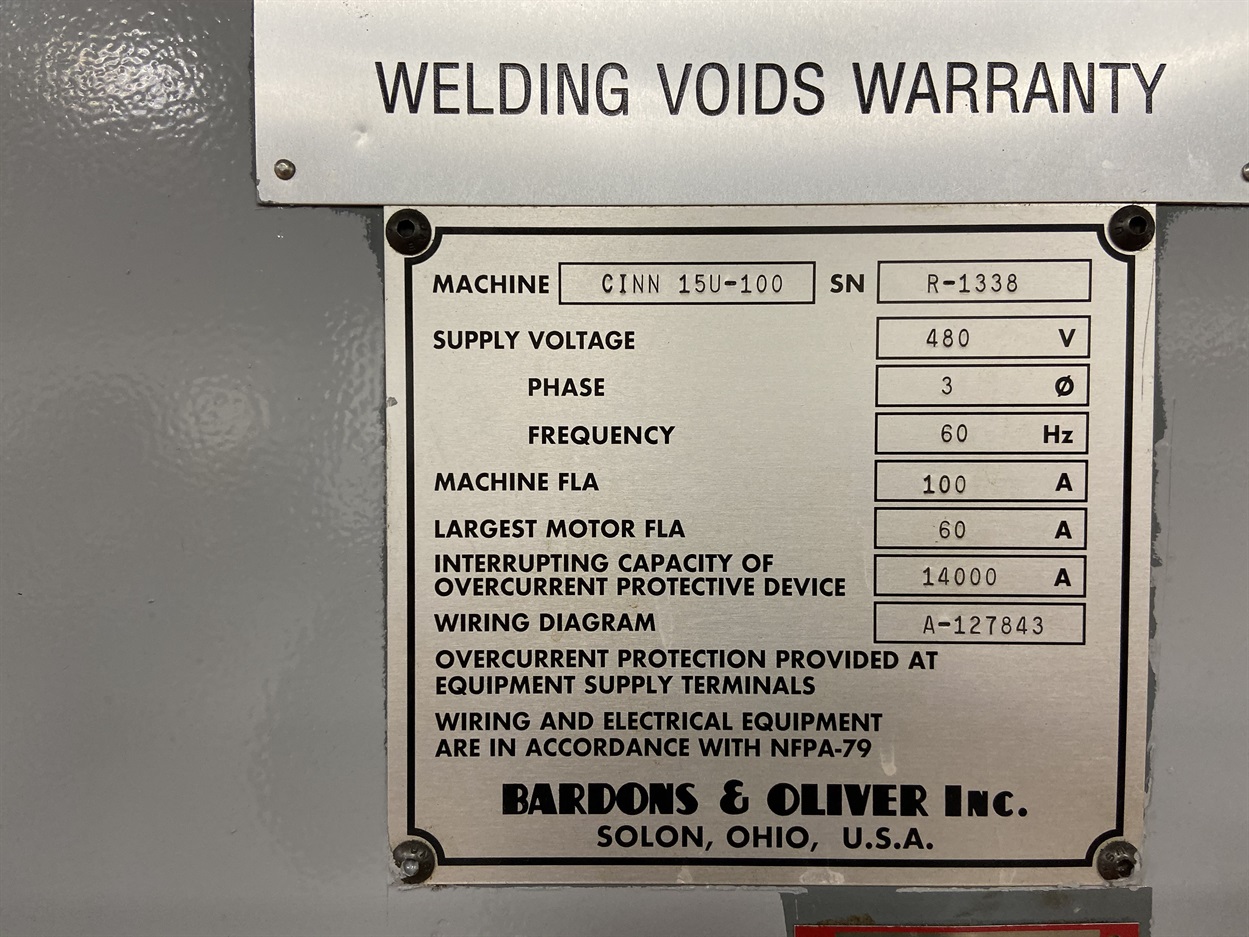 WELDING VOIDS WARRANTY
MACHINE CINN 15U-100 SN R-1338
SUPPLY VOLTAGE 480 V
PHASE 3 Ø
FREQUENCY 60 Hz
MACHINE FLA 100 A
LARGEST MOTOR FLA 60 A
INTERRUPTING CAPACITY OF
OVERCURRENT PROTECTIVE DEVICE 14000 A
WIRING DIAGRAM A-127843
OVERCURRENT PROTECTION PROVIDED AT
EQUIPMENT SUPPLY TERMINALS
WIRING AND ELECTRICAL EQUIPMENT
ARE IN ACCORDANCE WITH NFPA-79
BARDONS & OLIVER INC.
SOLON, OHIO, U.S.A.